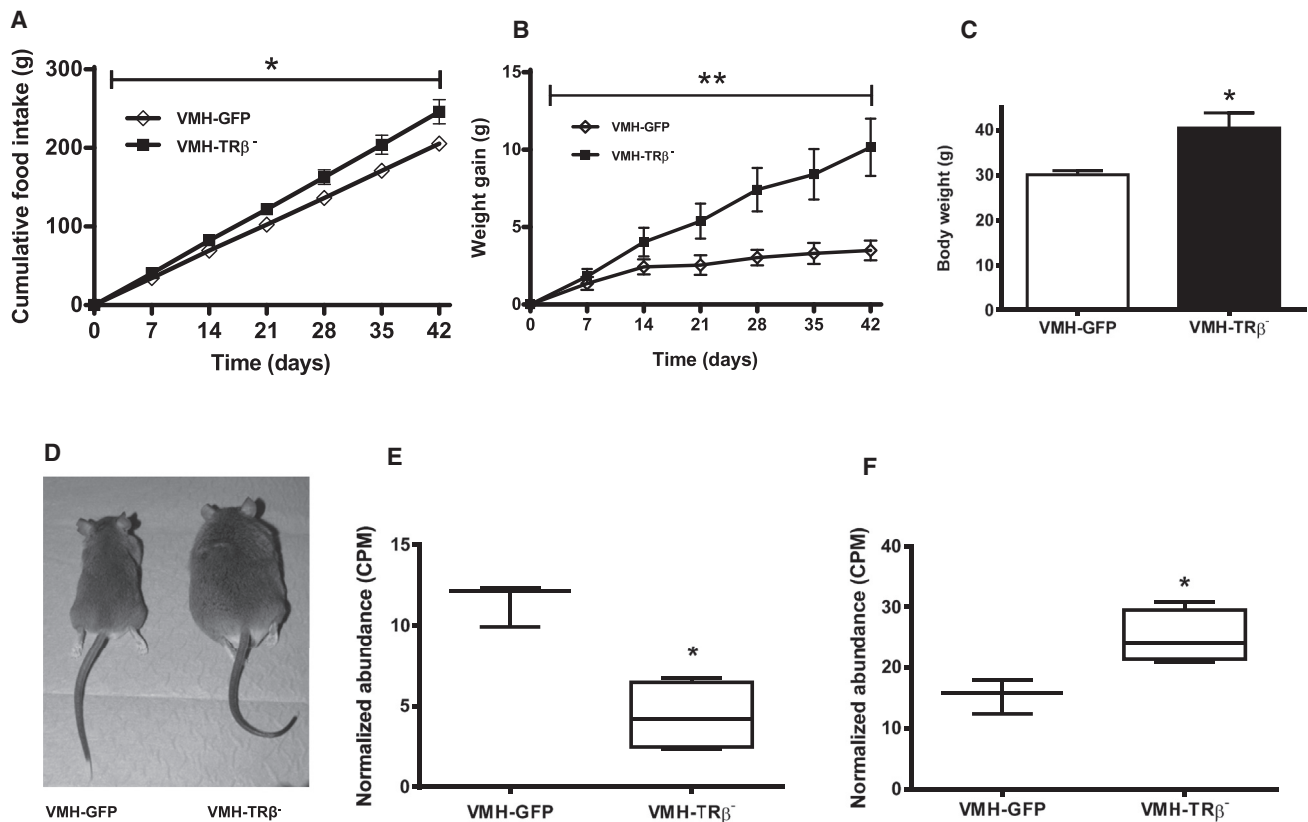 A
Cumulative food intake (g)
300
200
100
0
*
VMH-GFP
VMH-TRβ-
0 7 14 21 28 35 42
Time (days)
B
Weight gain (g)
15
10
5
0
**
VMH-GFP
VMH-TRβ-
0 7 14 21 28 35 42
Time (days)
C
Body weight (g)
40
30
20
10
0
*
VMH-GFP VMH-TRβ-
D
VMH-GFP VMH-TRβ-
E
Normalized abundance (CPM)
15
10
5
0
*
VMH-GFP VMH-TRβ-
F
Normalized abundance (CPM)
40
30
20
10
0
*
VMH-GFP VMH-TRβ-